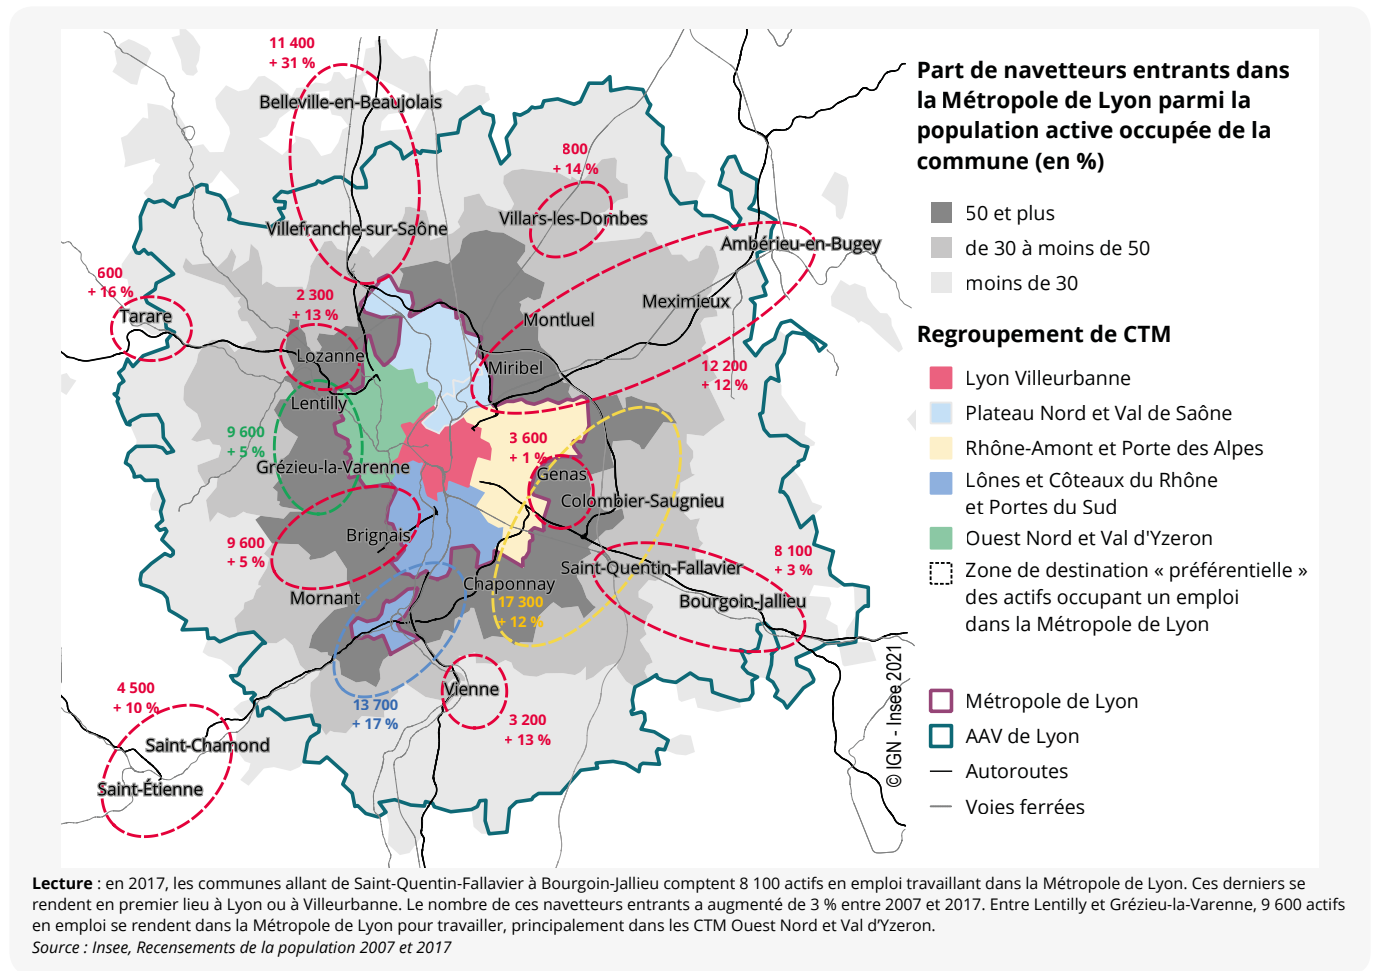 11 400
+ 31 %
Belleville-en-Beaujolais
800
+ 14 %
Villars-les-Dombes
Villefranche-sur-Saône
Ambérieu-en-Bugey
600
+ 16 %
Tarare
2 300
+ 13 %
Meximieux
Montluel
Lozanne
Miribel
12 200
+ 12 %
Lentilly
9 600
+ 5 %
3 600
+ 1 %
Grézieu-la-Varenne
Genas
Colombier-Saugnieu
Brignais
9 600
+ 5 %
8 100
+ 3 %
Saint-Quentin-Fallavier
Chaponnay
Mornant
17 300
+ 12 %
Bourgoin-Jallieu
4 500
+ 10 %
Vienne
13 700
+ 17 %
3 200
+ 13 %
Saint-Chamond
Saint-Étienne
© IGN - Insee 2021
Part de navetteurs entrants dans
la Métropole de Lyon parmi la
population active occupée de la
commune (en %)
50 et plus
de 30 à moins de 50
moins de 30
Regroupement de CTM
Lyon Villeurbanne
Plateau Nord et Val de Saône
Rhône-Amont et Porte des Alpes
Lônes et Côteaux du Rhône
et Portes du Sud
Ouest Nord et Val d'Yzeron
Zone de destination « préférentielle »
des actifs occupant un emploi
dans la Métropole de Lyon
Métropole de Lyon
AAV de Lyon
Autoroutes
Voies ferrées
Lecture : en 2017, les communes allant de Saint-Quentin-Fallavier à Bourgoin-Jallieu comptent 8 100 actifs en emploi travaillant dans la Métropole de Lyon. Ces derniers se
rendent en premier lieu à Lyon ou à Villeurbanne. Le nombre de ces navetteurs entrants a augmenté de 3 % entre 2007 et 2017. Entre Lentilly et Grézieu-la-Varenne, 9 600 actifs
en emploi se rendent dans la Métropole de Lyon pour travailler, principalement dans les CTM Ouest Nord et Val d’Yzeron.
Source : Insee, Recensements de la population 2007 et 2017